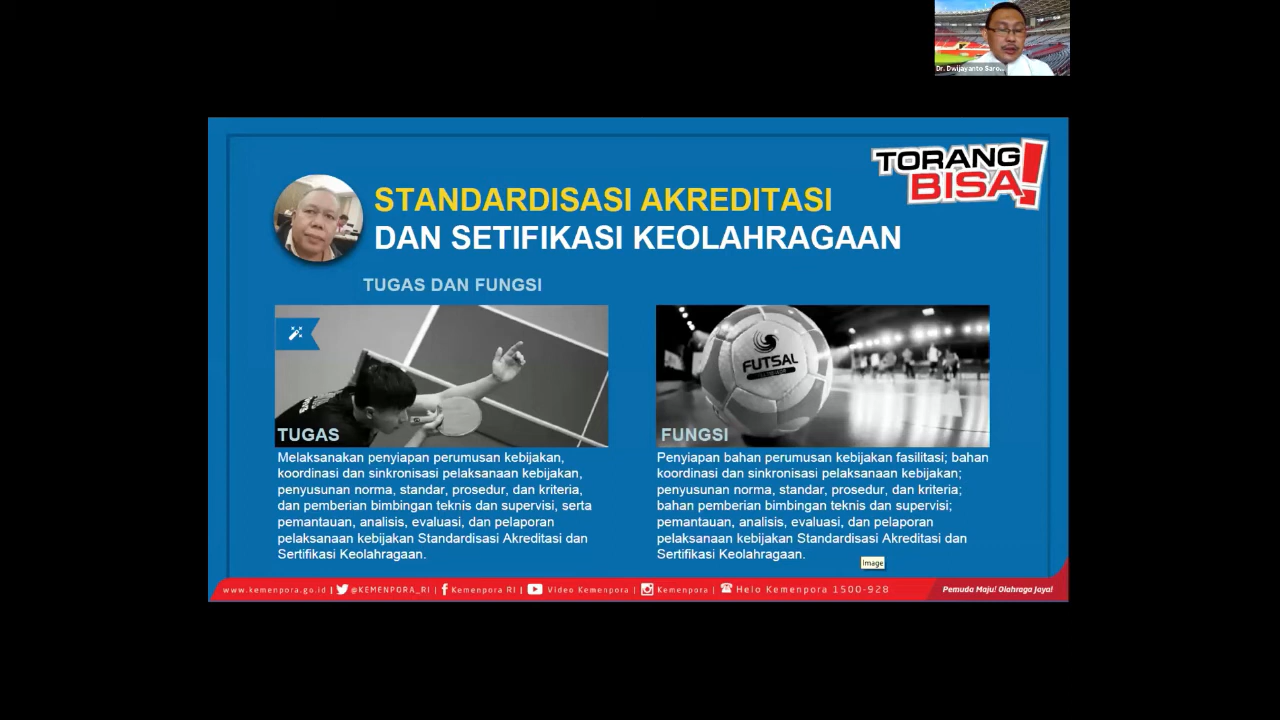 Dr. Dwijayanto Saro...
TORANG
BISA!
STANDARDISASI AKREDITASI
DAN SETIFIKASI KEOLAHRAGAAN
TUGAS DAN FUNGSI
TUGAS
Melaksanakan penyiapan perumusan kebijakan,
koordinasi dan sinkronisasi pelaksanaan kebijakan,
penyusunan norma, standar, prosedur, dan kriteria,
dan pemberian bimbingan teknis dan supervisi, serta
pemantauan, analisis, evaluasi, dan pelaporan
pelaksanaan kebijakan Standardisasi Akreditasi dan
Sertifikasi Keolahragaan.
FUTSAL
FUNGSI
Penyiapan bahan perumusan kebijakan fasilitasi; bahan
koordinasi dan sinkronisasi pelaksanaan kebijakan;
penyusunan norma, standar, prosedur, dan kriteria;
bahan pemberian bimbingan teknis dan supervisi;
pemantauan, analisis, evaluasi, dan pelaporan
pelaksanaan kebijakan Standardisasi Akreditasi dan
Sertifikasi Keolahragaan.
Image
www.kemenpora.go.id | @KEMENPORA_RI | Kemenpora RI | Video Kemenpora | Kemenpora | Helo Kemenpora 1500-928
Pemuda Maju! Olahraga Jaya!